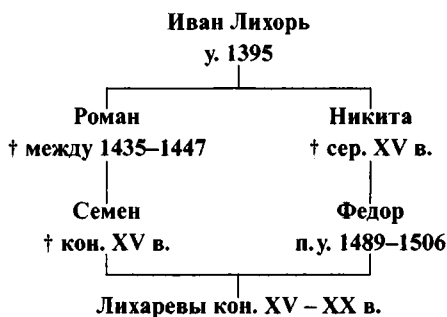 Иван Лихорь
у. 1395
Роман Никита
† между 1435–1447 † сер. XV в.
Семен Федор
† кон. XV в. п.у. 1489–1506
Лихаревы кон. XV – XX в.